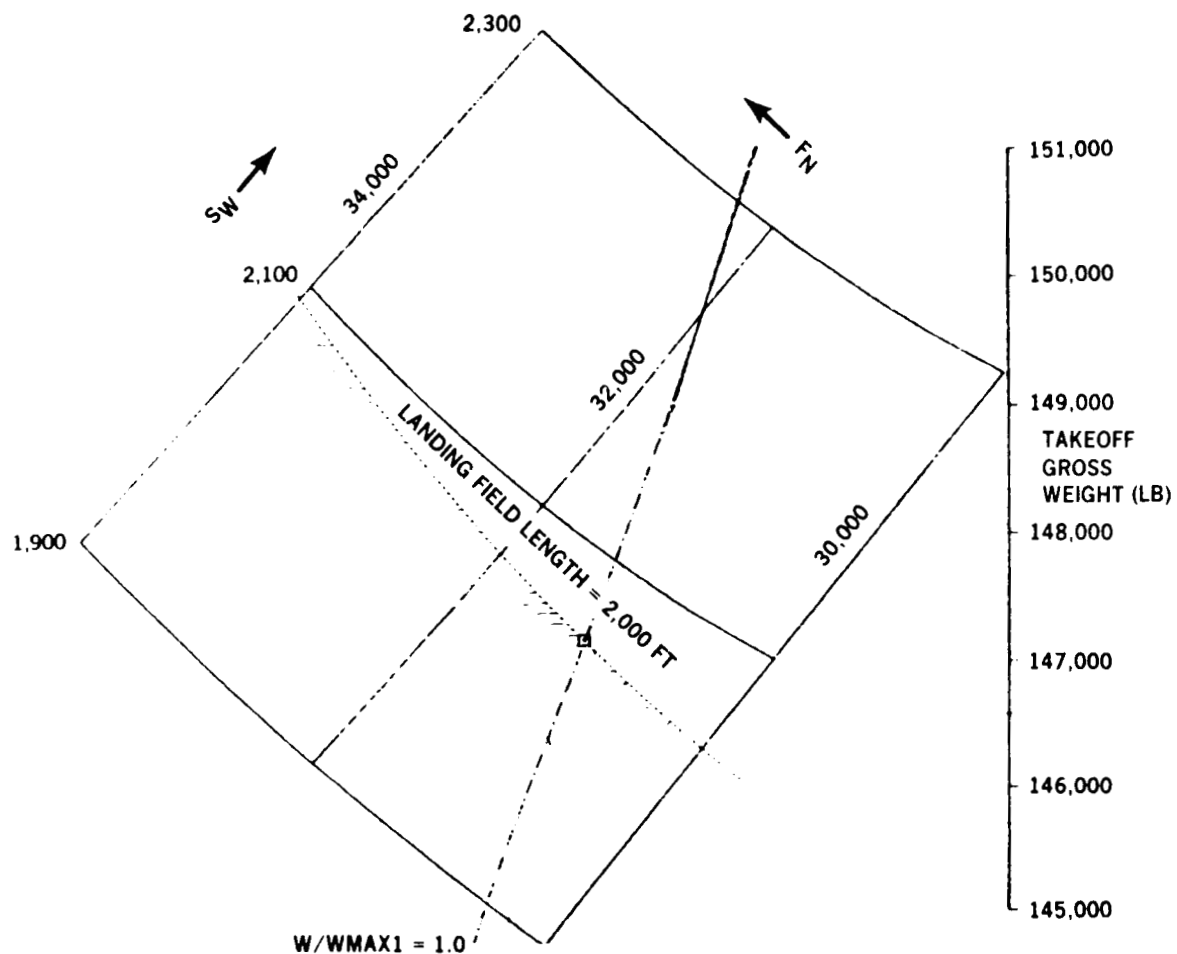 2,300
F_N
151,000
34,000
S_W
150,000
2,100
32,000
149,000
TAKEOFF
GROSS
WEIGHT (LB)
LANDING FIELD LENGTH = 2,000 FT
30,000
148,000
1,900
147,000
146,000
145,000
W/WMAX1 = 1.0